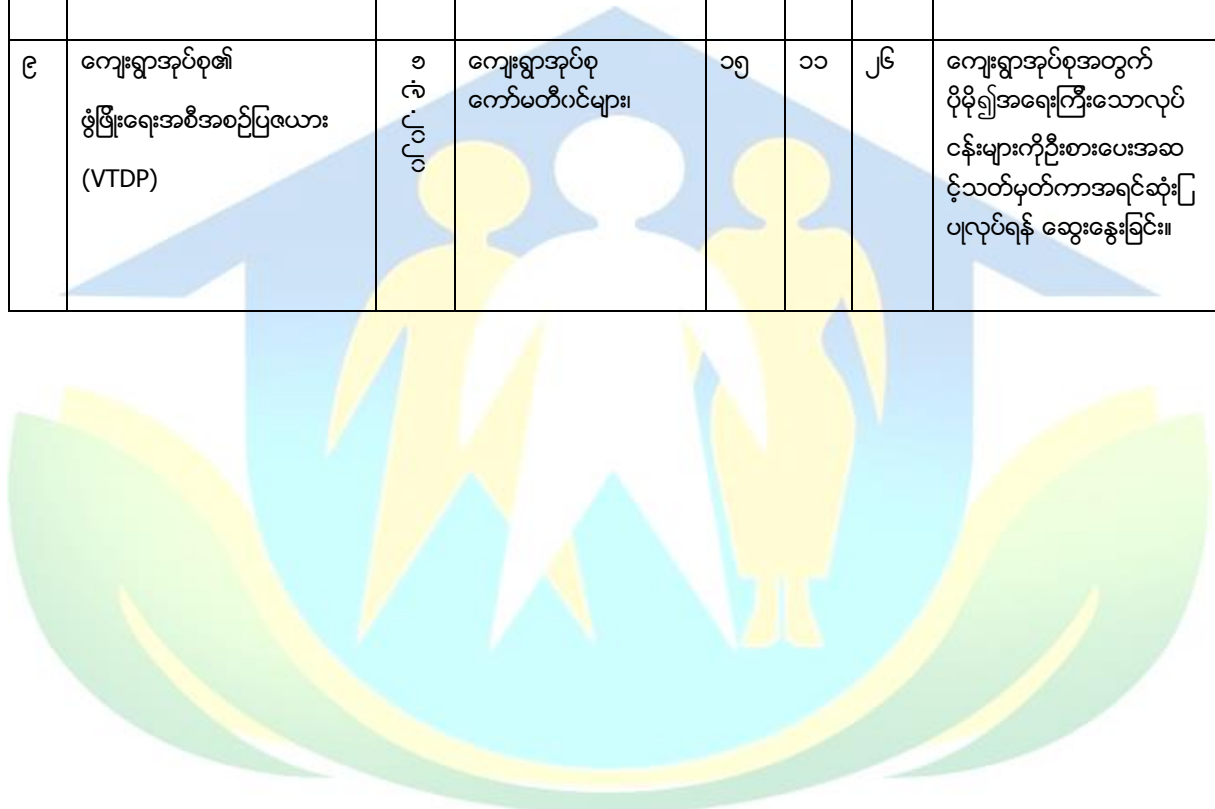 ၉
ကျေးရွာအုပ်စု၏
ဖွံ့ဖြိုးရေးအစီအစဉ်ပြဇယား
(VTDP)
ကျေးရွာအုပ်စု
ကော်မတီဝင်များ၊
၁၅
၁၁
၂၆
ကျေးရွာအုပ်စုအတွက်
ပိုမို၍အရေးကြီးသောလုပ်
ငန်းများကိုဦးစားပေးအဆ
င့်သတ်မှတ်ကာအရင်ဆုံးပြ
ုလုပ်ရန် ဆွေးနွေးခြင်း။